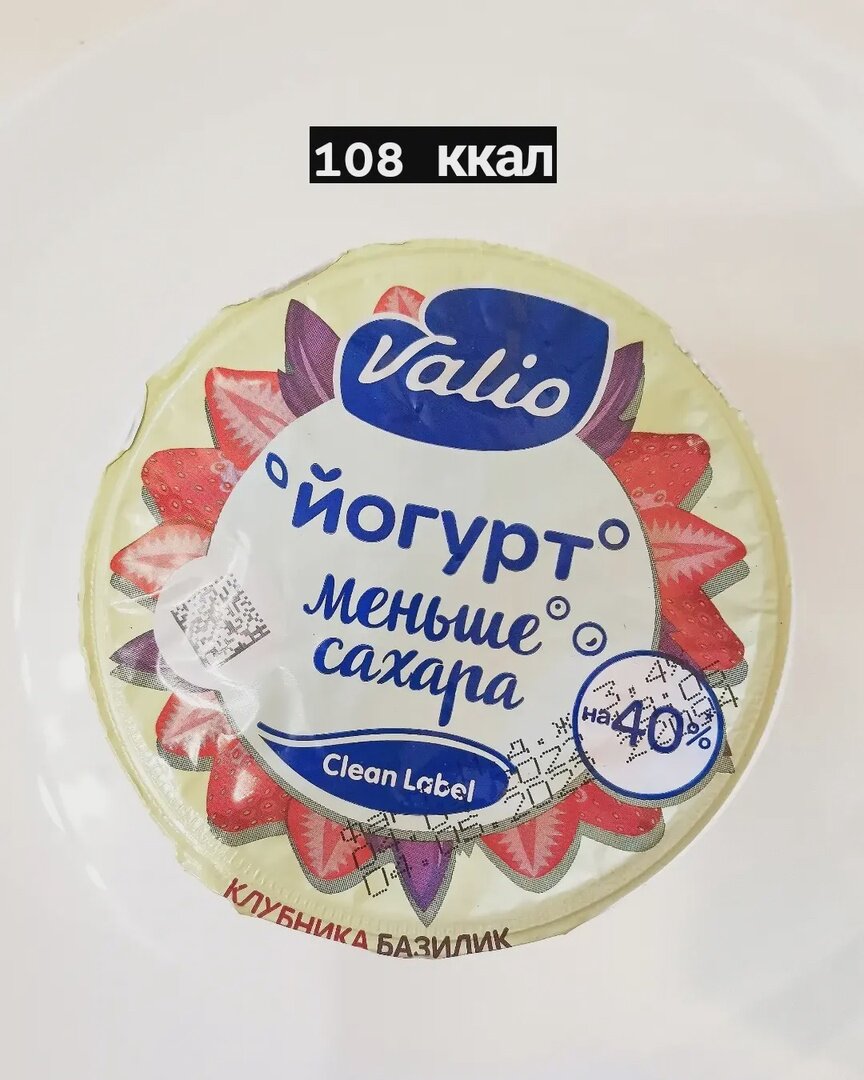 108 ккал
Valio
йогурт
меньше
сахара
на 40%
Clean Label
КЛУБНИКА БАЗИЛИК